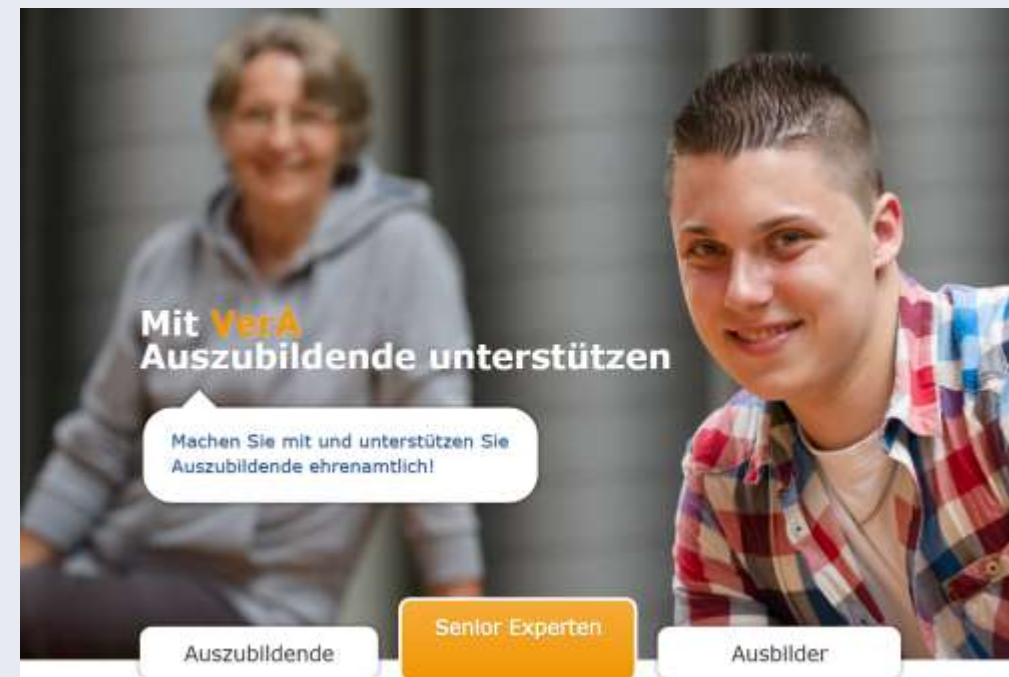 Mit VerA
Auszubildende unterstützen
Machen Sie mit und unterstützen Sie
Auszubildende ehrenamtlich!
Auszubildende
Senior Experten
Ausbilder